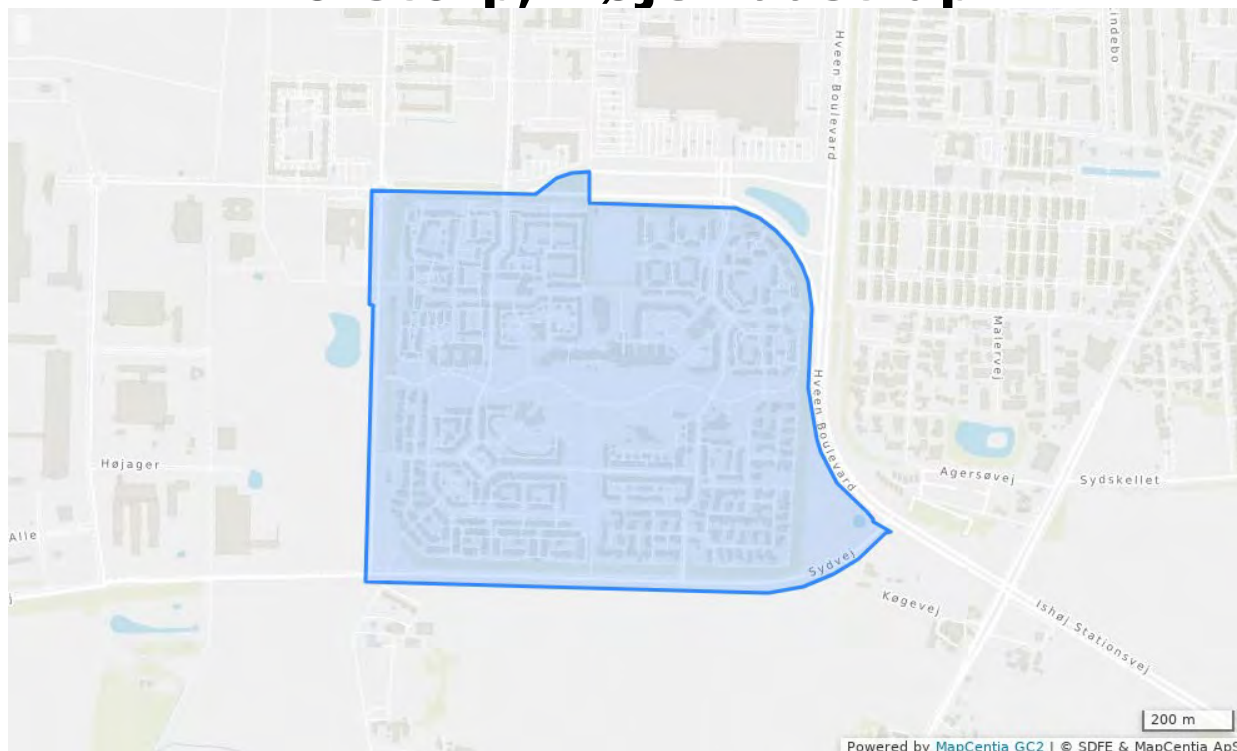 Lindebo
Hveen Boulevard
Malervej
Hveen Boulevard
Højager
Agersøvej
Sydskellet
Alle
Sydvej
Køgevej
Ishøj Stationsvej
200 m
Powered by MapCentia GC2 | © SDFE & MapCentia ApS